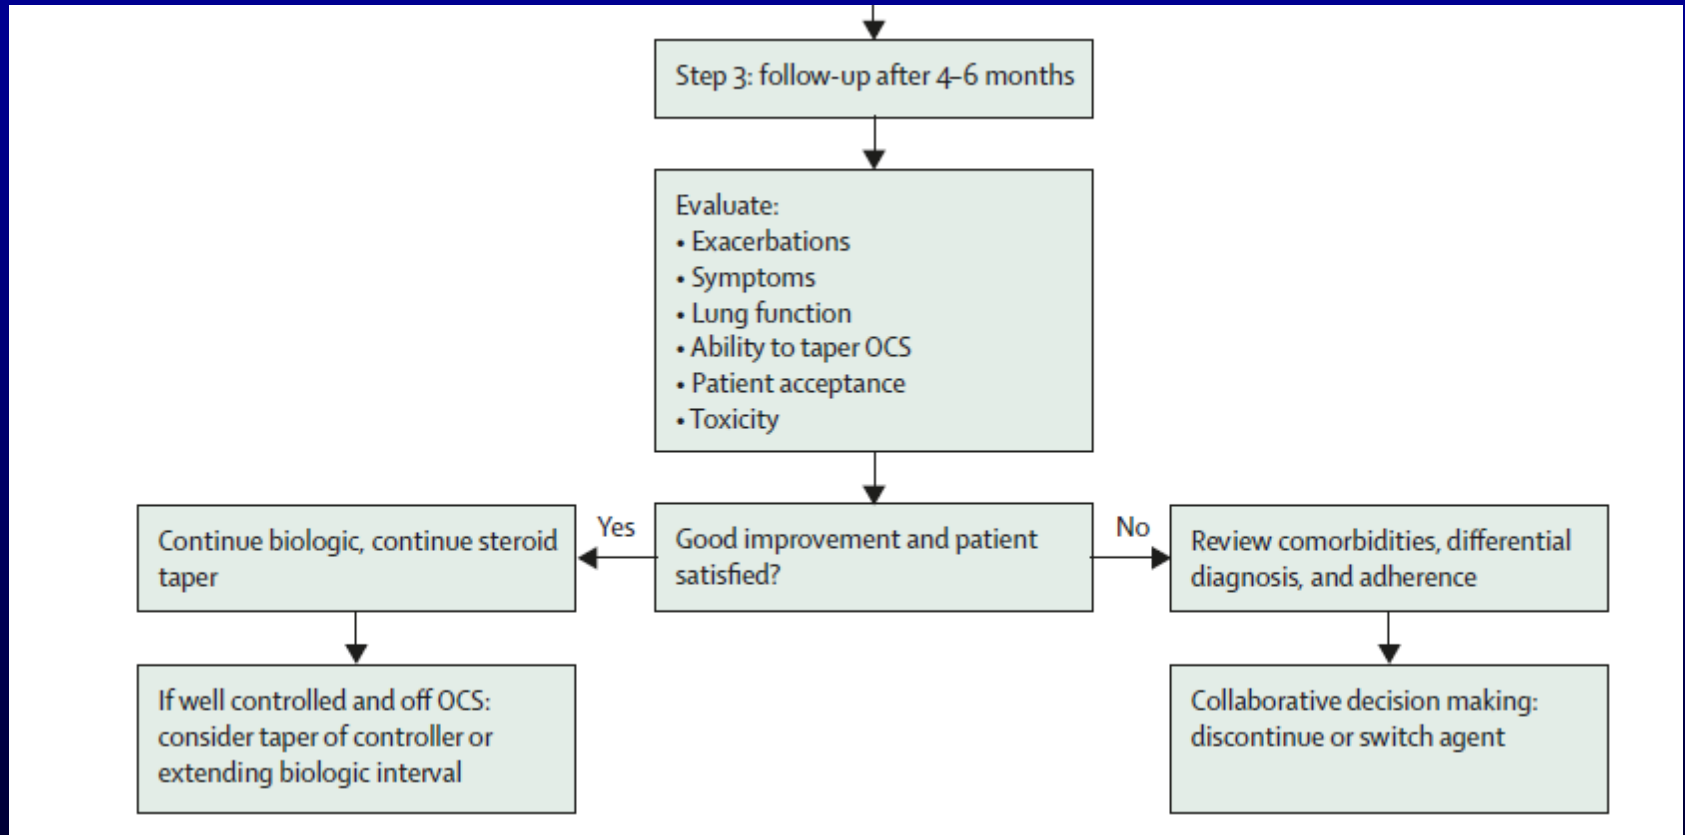 Step 3: follow-up after 4–6 months
Evaluate:
• Exacerbations
• Symptoms
• Lung function
• Ability to taper OCS
• Patient acceptance
• Toxicity
Good improvement and patient
satisfied?
Yes
Continue biologic, continue steroid
taper
If well controlled and off OCS:
consider taper of controller or
extending biologic interval
No
Review comorbidities, differential
diagnosis, and adherence
Collaborative decision making:
discontinue or switch agent